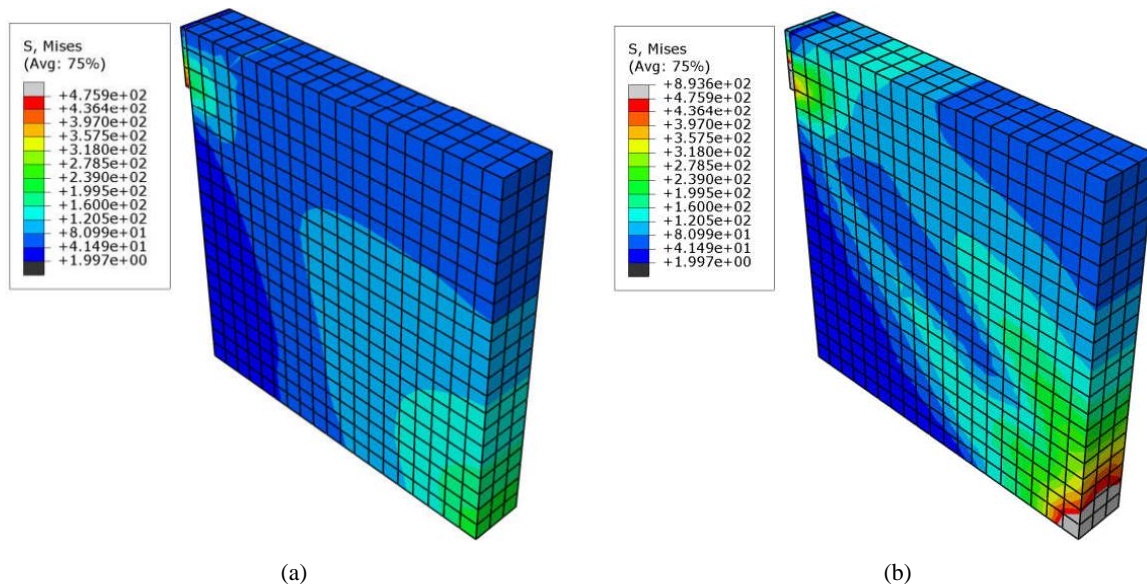 S, Mises
(Avg: 75%)
+4.759e+02
+4.364e+02
+3.970e+02
+3.575e+02
+3.180e+02
+2.785e+02
+2.390e+02
+1.995e+02
+1.600e+02
+1.205e+02
+8.099e+01
+4.149e+01
+1.997e+00
S, Mises
(Avg: 75%)
+8.936e+02
+4.759e+02
+4.364e+02
+3.970e+02
+3.575e+02
+3.180e+02
+2.785e+02
+2.390e+02
+1.995e+02
+1.600e+02
+1.205e+02
+8.099e+01
+4.149e+01
+1.997e+00
(a)
(b)